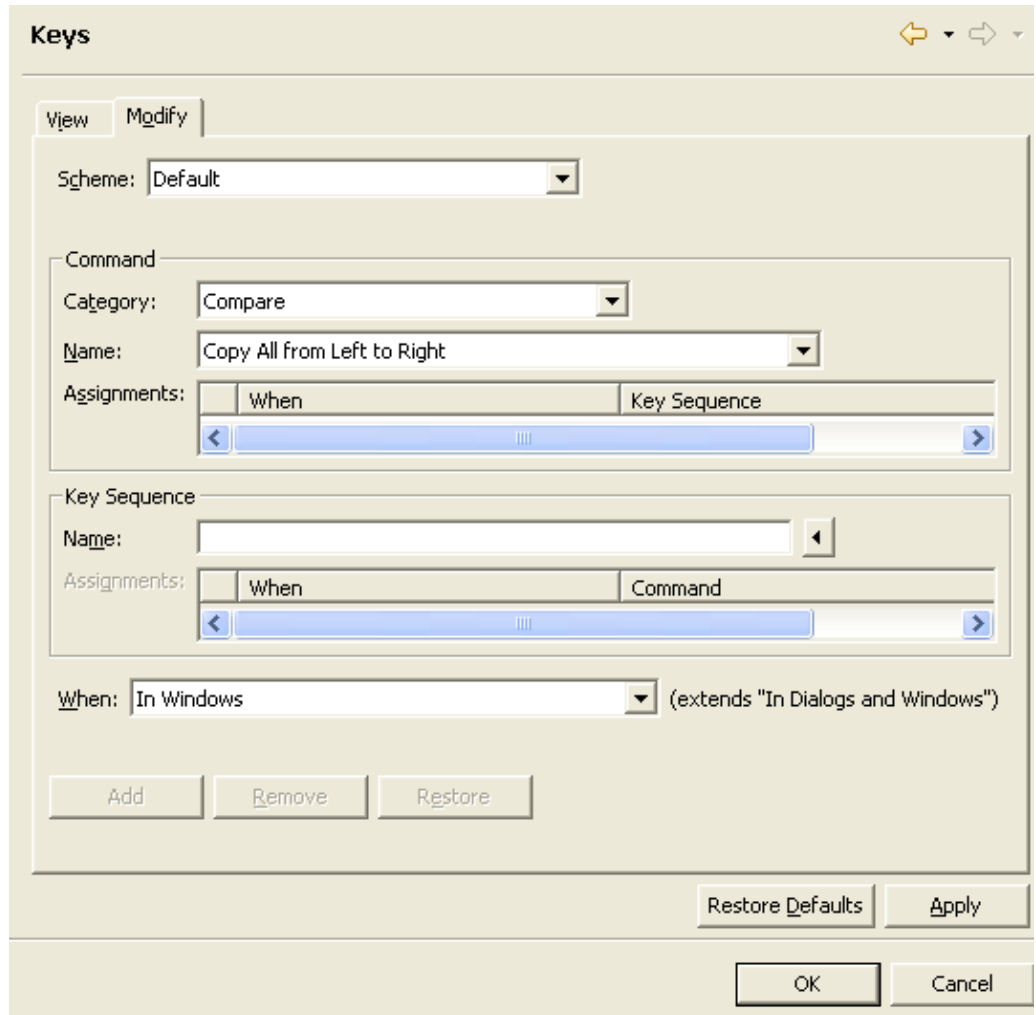 Keys
View Modify
Scheme: Default
Command
Category: Compare
Name: Copy All from Left to Right
Assignments: When Key Sequence
Key Sequence
Name:
Assignments: When Command
When: In Windows (extends "In Dialogs and Windows")
Add Remove Restore
Restore Defaults Apply
OK Cancel